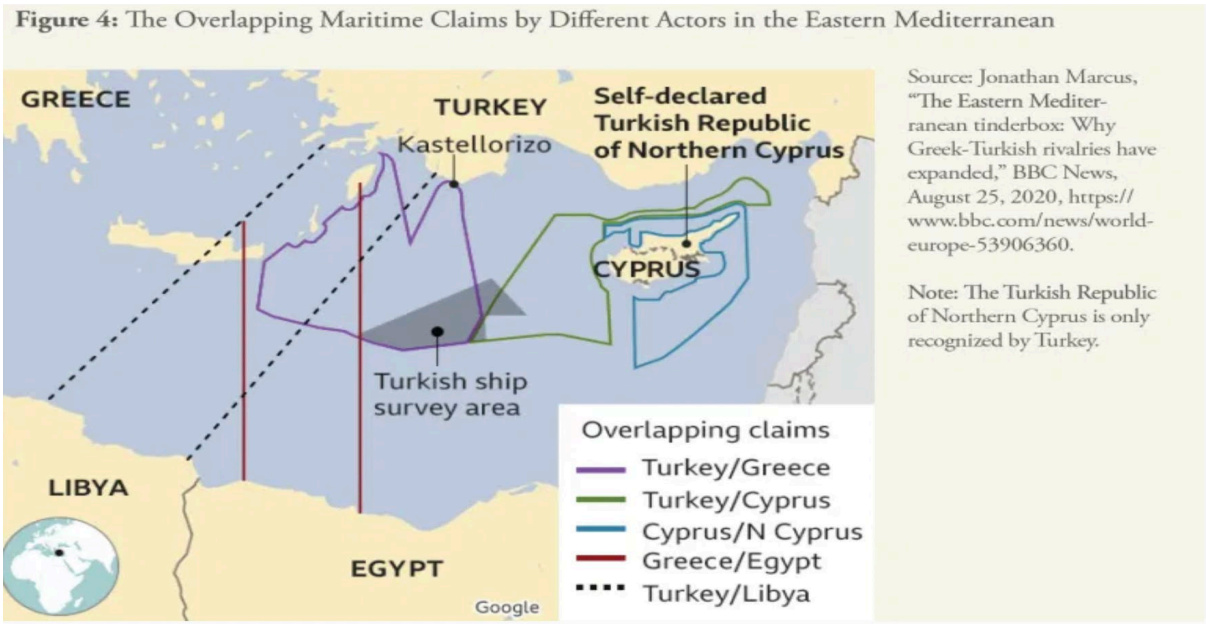 Figure 4: The Overlapping Maritime Claims by Different Actors in the Eastern Mediterranean
GREECE
TURKEY
Kastellorizo
Self-declared
Turkish Republic
of Northern Cyprus
CYPRUS
Turkish ship
survey area
LIBYA
EGYPT
Google
Overlapping claims
Turkey/Greece
Turkey/Cyprus
Cyprus/N Cyprus
Greece/Egypt
Turkey/Libya
Source: Jonathan Marcus,
“The Eastern Mediter-
ranean tinderbox: Why
Greek-Turkish rivalries have
expanded,” BBC News,
August 25, 2020, https://
www.bbc.com/news/world-
europe-53906360.
Note: The Turkish Republic
of Northern Cyprus is only
recognized by Turkey.